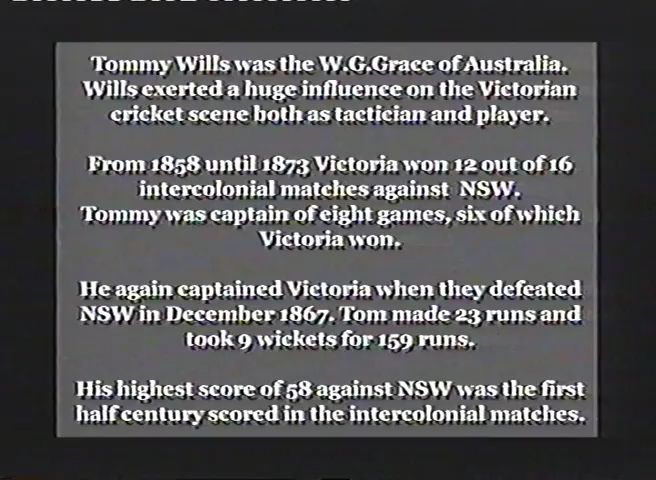 Tommy Wills was the W.G.Grace of Australia.
Wills exerted a huge influence on the Victorian
cricket scene both as tactician and player.
From 1858 until 1873 Victoria won 12 out of 16
intercolonial matches against NSW.
Tommy was captain of eight games, six of which
Victoria won.
He again captained Victoria when they defeated
NSW in December 1867. Tom made 23 runs and
took 9 wickets for 159 runs.
His highest score of 58 against NSW was the first
half century scored in the intercolonial matches.